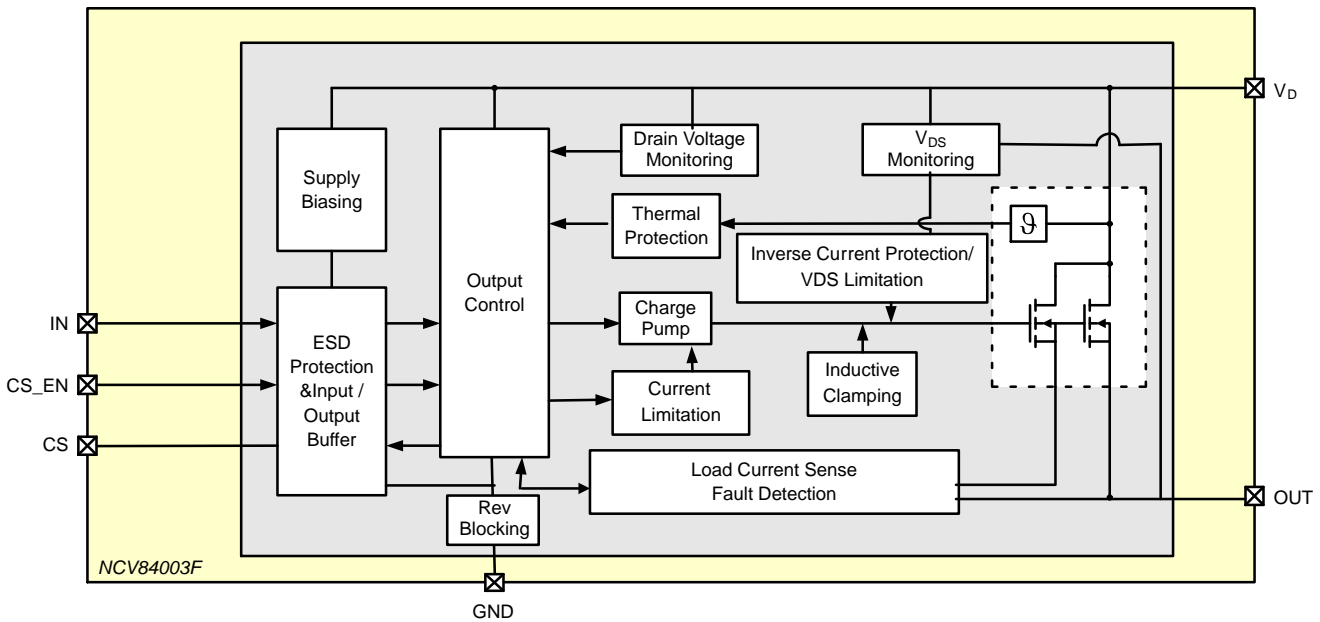 V_D
Drain Voltage
Monitoring
V_DS
Monitoring
Supply
Biasing
Thermal
Protection
ϑ
Inverse Current Protection/
VDS Limitation
Output
Control
Charge
Pump
IN
ESD
Protection
&Input /
Output
Buffer
CS_EN
CS
Current
Limitation
Inductive
Clamping
Load Current Sense
Fault Detection
OUT
Rev
Blocking
NCV84003F
GND